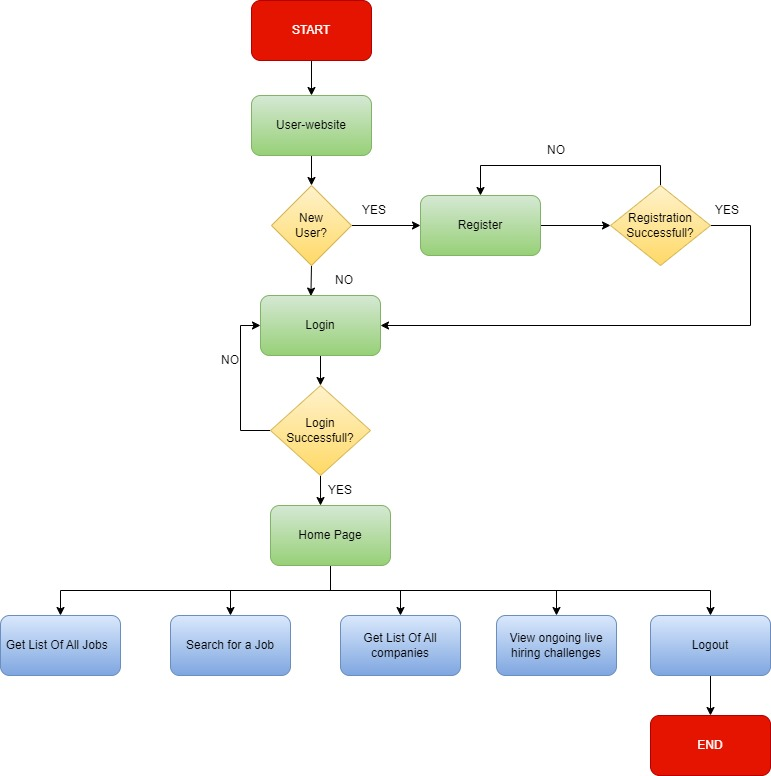 START
User-website
NO
New
User?
YES
Register
Registration
Successfull?
YES
NO
Login
NO
Login
Successfull?
YES
Home Page
Get List Of All Jobs
Search for a Job
Get List Of All
companies
View ongoing live
hiring challenges
Logout
END